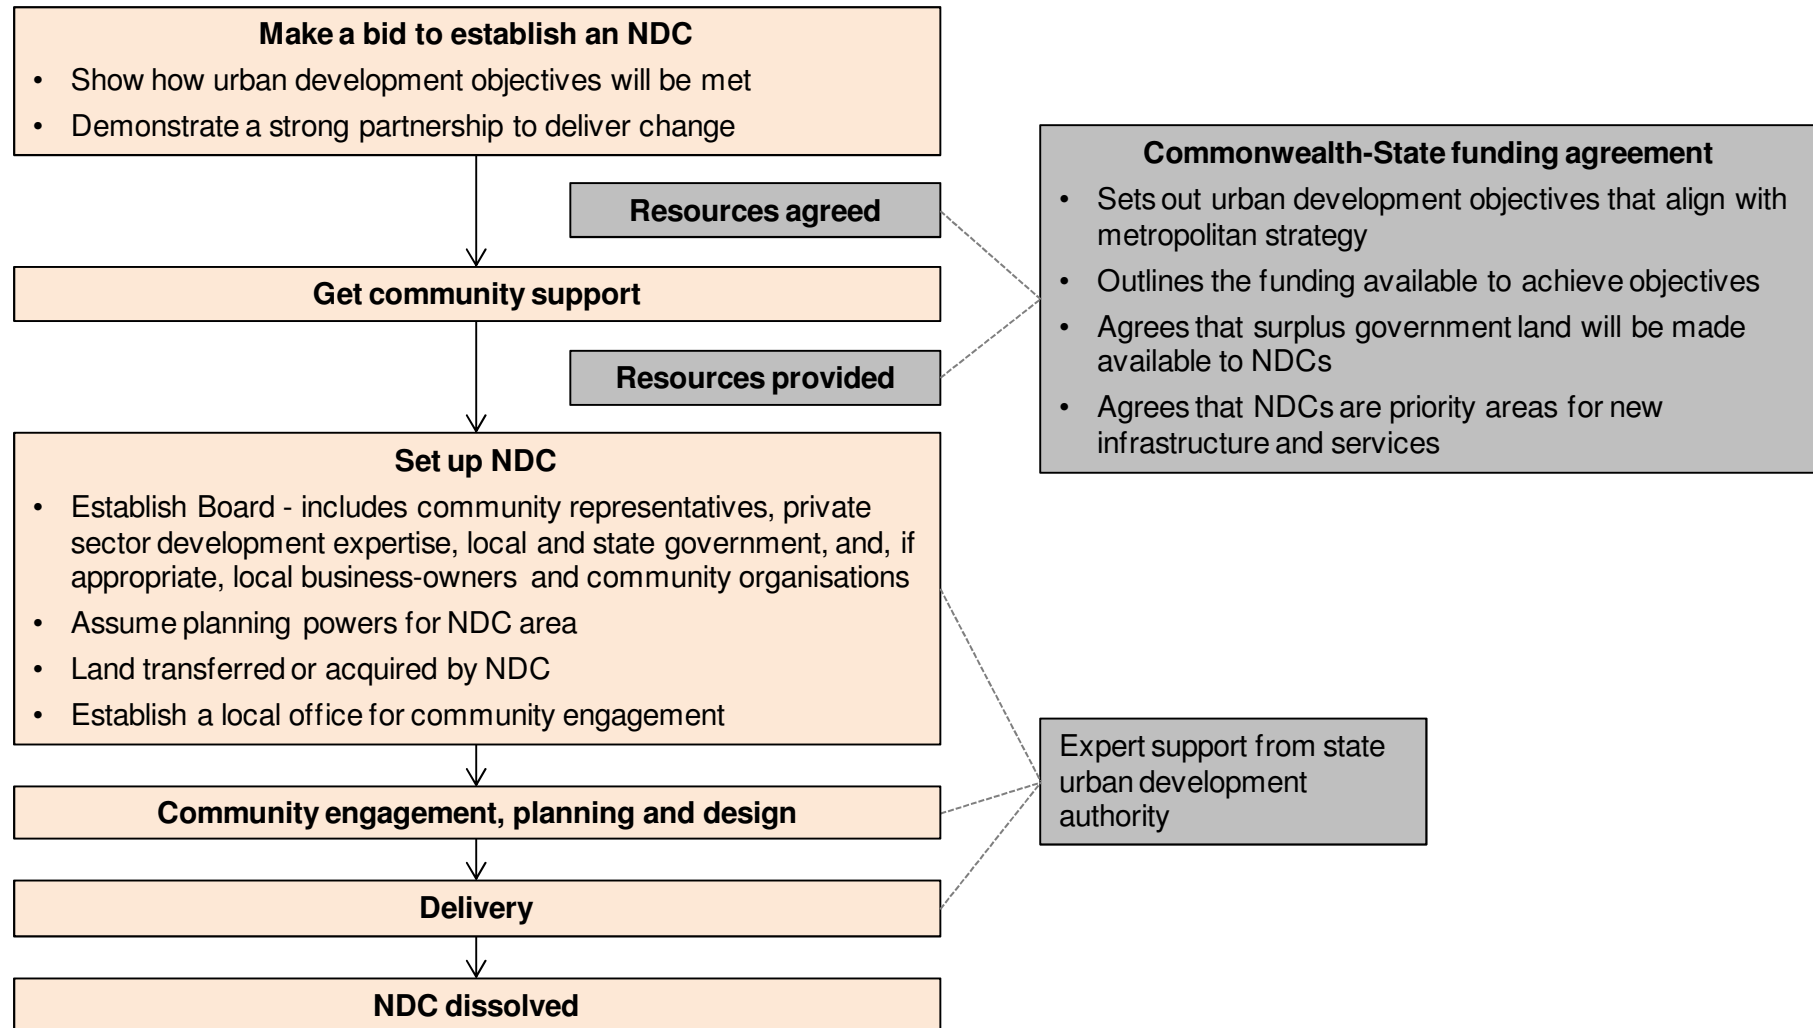 Make a bid to establish an NDC
• Show how urban development objectives will be met
• Demonstrate a strong partnership to deliver change
Resources agreed
Get community support
Resources provided
Commonwealth-State funding agreement
• Sets out urban development objectives that align with
metropolitan strategy
• Outlines the funding available to achieve objectives
• Agrees that surplus government land will be made
available to NDCs
• Agrees that NDCs are priority areas for new
infrastructure and services
Set up NDC
• Establish Board - includes community representatives, private
sector development expertise, local and state government, and, if
appropriate, local business-owners and community organisations
• Assume planning powers for NDC area
• Land transferred or acquired by NDC
• Establish a local office for community engagement
Expert support from state
urban development
authority
Community engagement, planning and design
Delivery
NDC dissolved